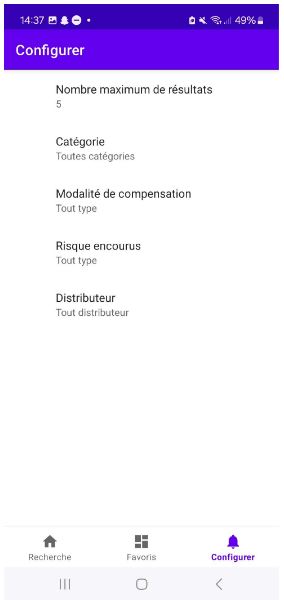 14:37 49%
Configurer
Nombre maximum de résultats
5
Catégorie
Toutes catégories
Modalité de compensation
Tout type
Risque encourus
Tout type
Distributeur
Tout distributeur
Recherche Favoris Configurer